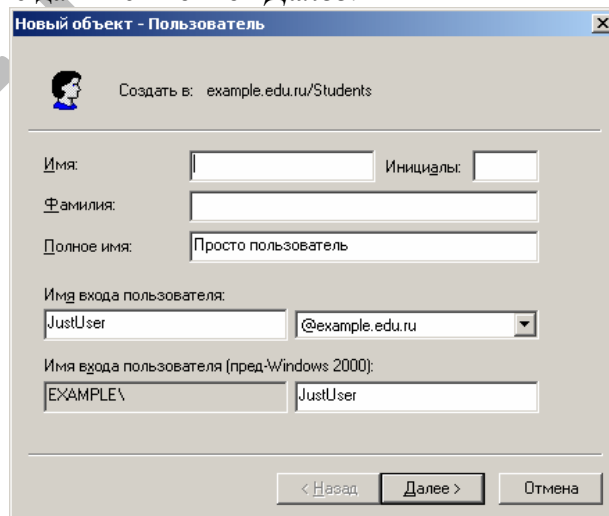 Новый объект - Пользователь
Создать в: example.edu.ru/Students
Имя: Инициалы:
Фамилия:
Полное имя: Просто пользователь
Имя входа пользователя:
JustUser @example.edu.ru
Имя входа пользователя (пред-Windows 2000):
EXAMPLE\ JustUser
< Назад Далее > Отмена